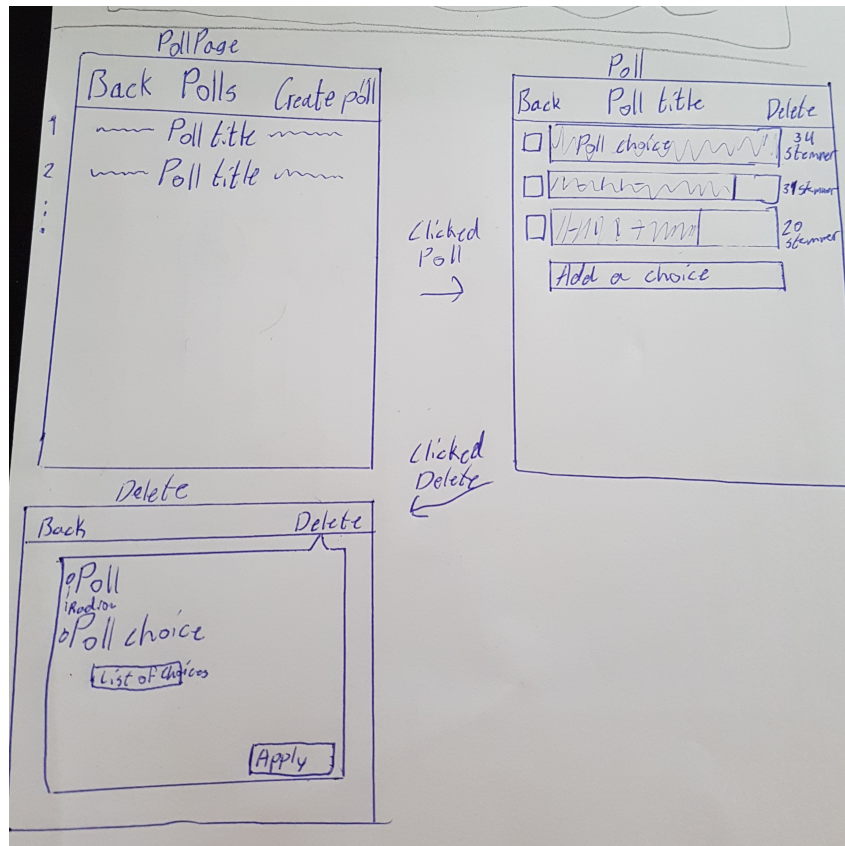 PollPage
Back Polls Create poll
1 Poll title
2 Poll title
Clicked
Poll
Poll
Back Poll title Delete
Poll choice 34
stemmer
31 stemmer
20
stemmer
Add a choice
Clicked
Delete
Delete
Back Delete
Poll
Radio
Poll choice
List of choices
Apply